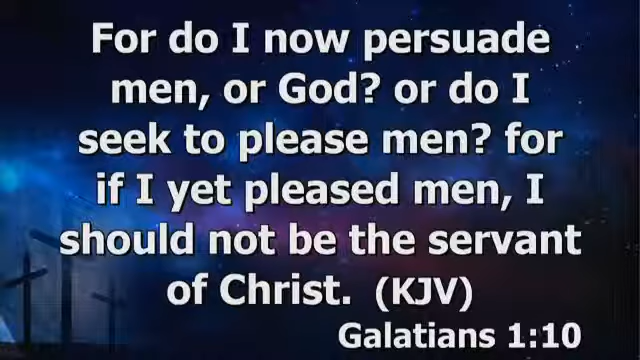 For do I now persuade
men, or God? or do I
seek to please men? for
if I yet pleased men, I
should not be the servant
of Christ. (KJV)
Galatians 1:10